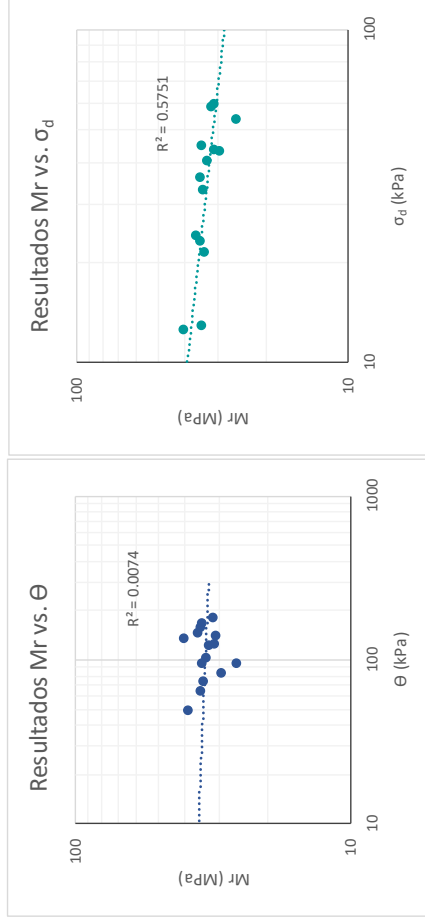 Resultados Mr vs. Θ
R² = 0.0074
100
10
Mr (MPa)
10
100
1000
Θ (kPa)
Resultados Mr vs. σd
R² = 0.5751
100
10
Mr (MPa)
10
100
σd (kPa)